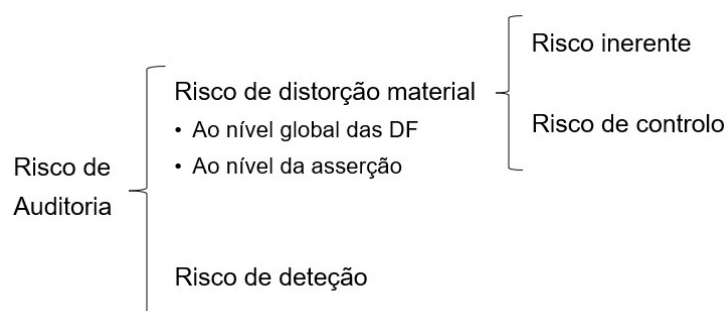 Risco de
Auditoria
Risco de distorção material
• Ao nível global das DF
• Ao nível da asserção
Risco de deteção
Risco inerente
Risco de controlo